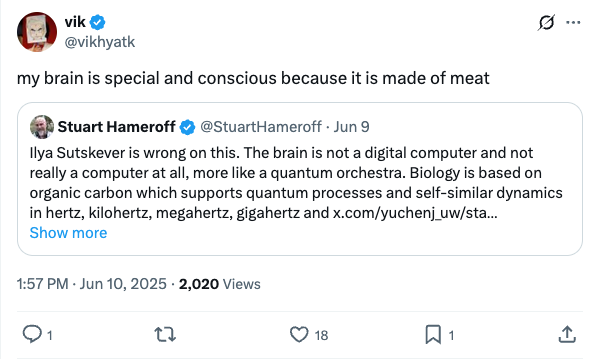 vik
@vikhyatk
my brain is special and conscious because it is made of meat
Stuart Hameroff @StuartHameroff · Jun 9
Ilya Sutskever is wrong on this. The brain is not a digital computer and not
really a computer at all, more like a quantum orchestra. Biology is based on
organic carbon which supports quantum processes and self-similar dynamics
in hertz, kilohertz, megahertz, gigahertz and x.com/yuchenj_uw/sta...
Show more
1:57 PM · Jun 10, 2025 · 2,020 Views
1 18 1